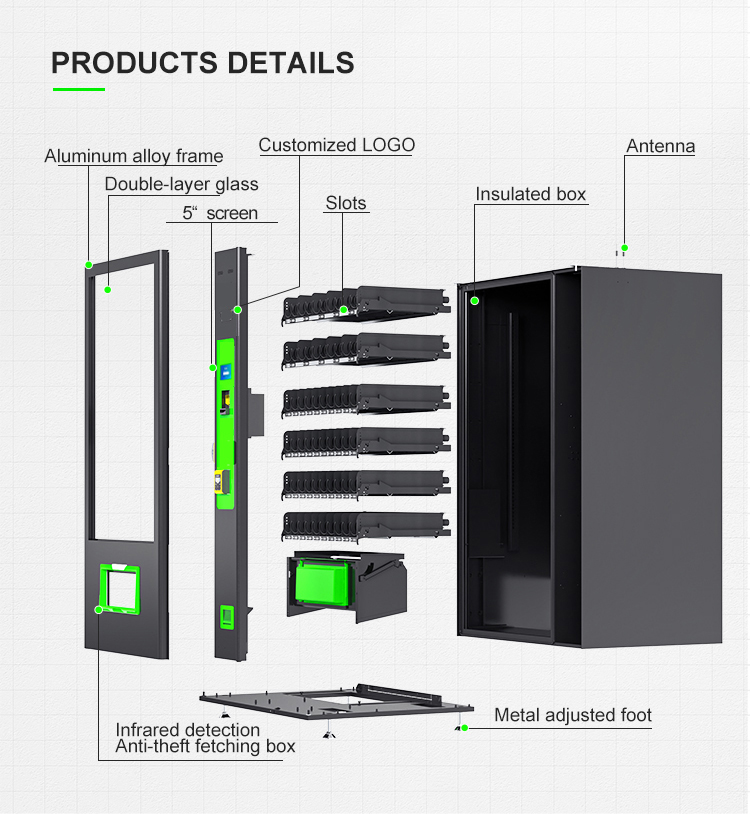 PRODUCTS DETAILS
Customized LOGO
Antenna
Aluminum alloy frame
Double-layer glass
Insulated box
Slots
5“ screen
Metal adjusted foot
Infrared detection
Anti-theft fetching box